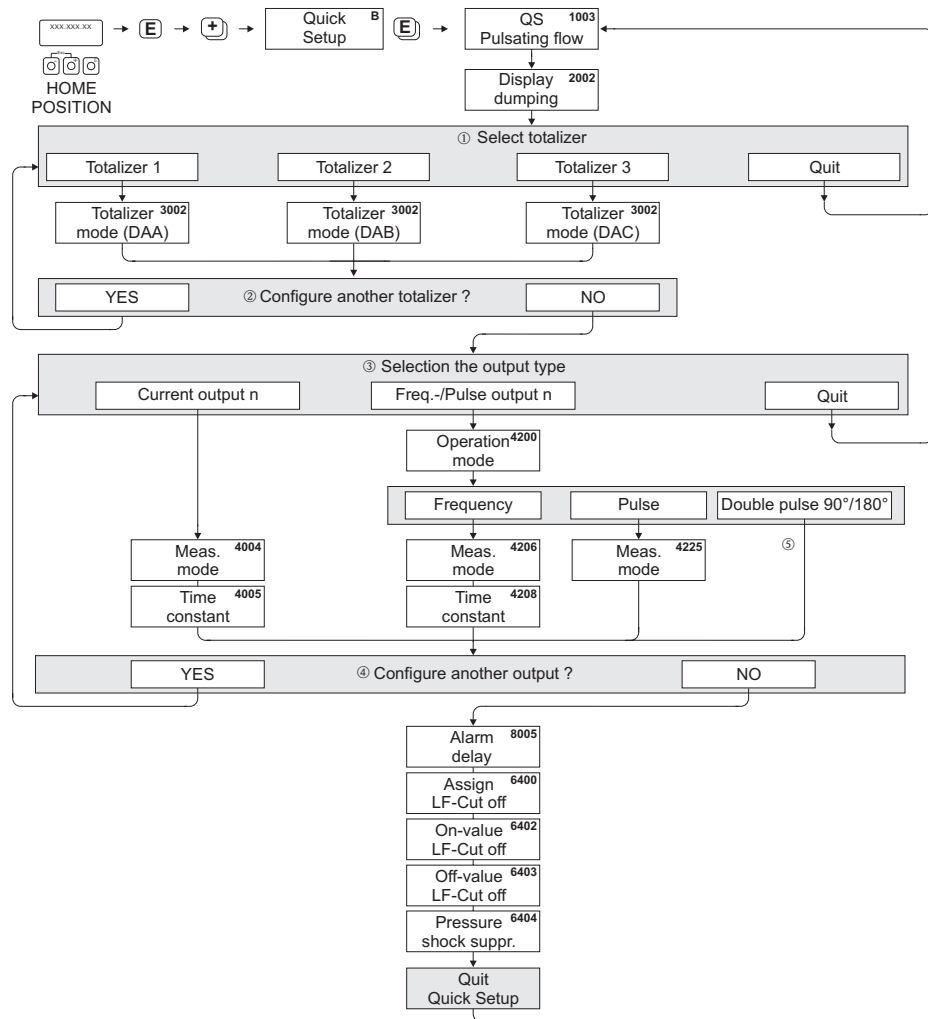 xxx.xxx.xx
E
+
Quick B
Setup
E
QS 1003
Pulsating flow
Esc
- + E
HOME
POSITION
Display 2002
dumping
① Select totalizer
Totalizer 1
Totalizer 2
Totalizer 3
Quit
Totalizer 3002
mode (DAA)
Totalizer 3002
mode (DAB)
Totalizer 3002
mode (DAC)
YES
② Configure another totalizer ?
NO
③ Selection the output type
Current output n
Freq.-/Pulse output n
Quit
Operation 4200
mode
Frequency
Pulse
Double pulse 90°/180°
⑤
Meas. 4004
mode
Meas. 4206
mode
Meas. 4225
mode
Time 4005
constant
Time 4208
constant
YES
④ Configure another output ?
NO
Alarm 8005
delay
Assign 6400
LF-Cut off
On-value 6402
LF-Cut off
Off-value 6403
LF-Cut off
Pressure 6404
shock suppr.
Quit
Quick Setup